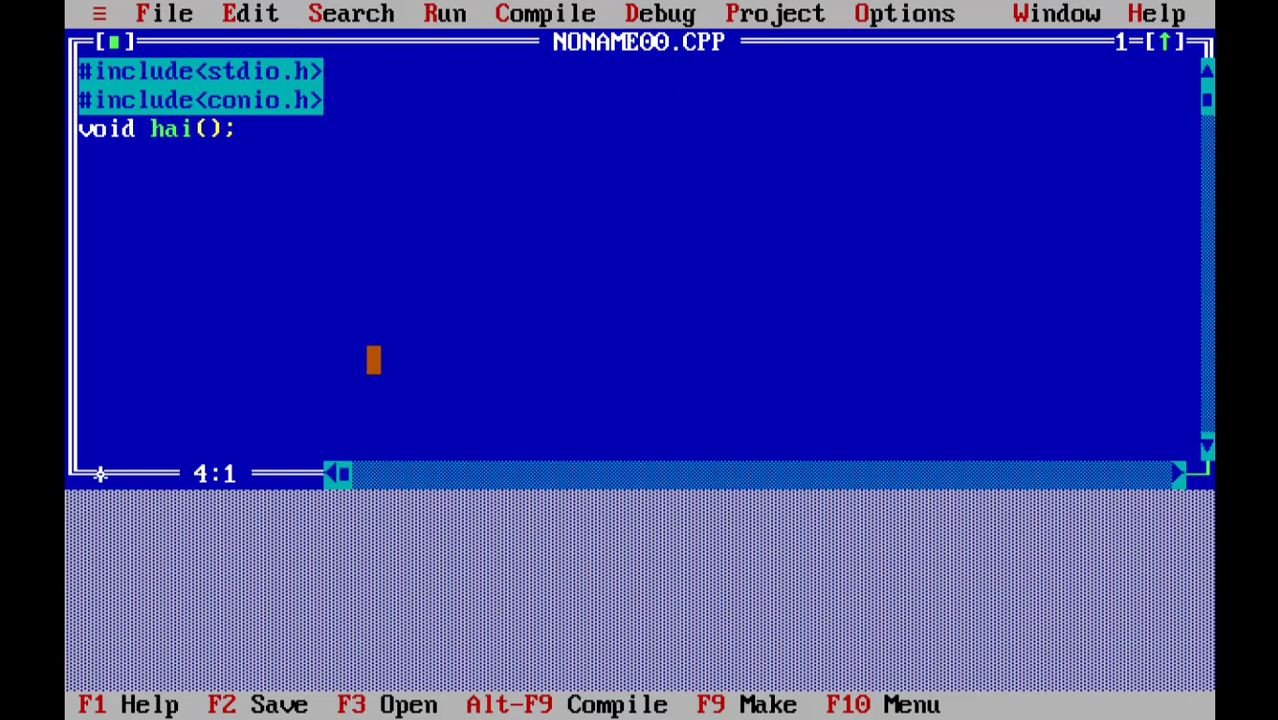 ≡ File Edit Search Run Compile Debug Project Options Window Help
[■] NONAME00.CPP 1=[↑]
#include<stdio.h>
#include<conio.h>
void hai();
4:1
F1 Help F2 Save F3 Open Alt-F9 Compile F9 Make F10 Menu